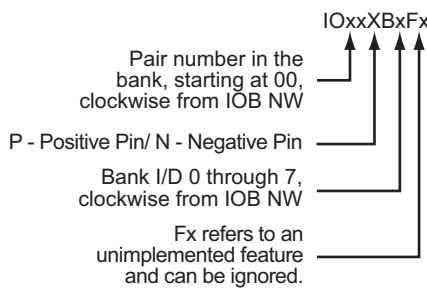 IOxxXBxFx
Pair number in the
bank, starting at 00,
clockwise from IOB NW
P - Positive Pin/ N - Negative Pin
Bank I/D 0 through 7,
clockwise from IOB NW
Fx refers to an
unimplemented feature
and can be ignored.